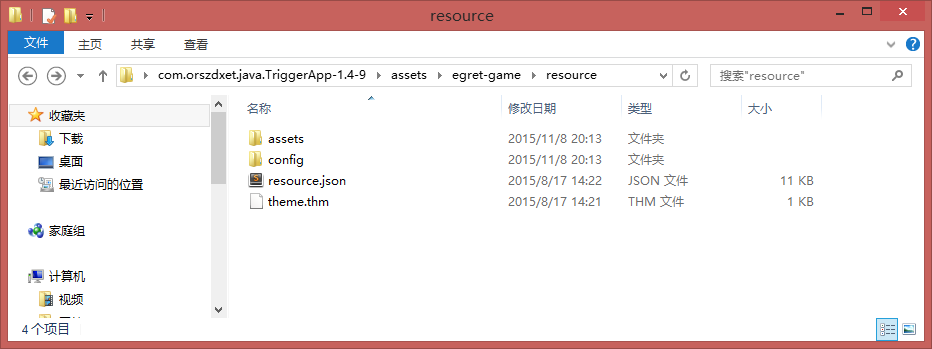 resource
文件 主页 共享 查看
com.orszdxet.java.TriggerApp-1.4-9 assets egret-game resource 搜索"resource"
收藏夹
下载
桌面
最近访问的位置
家庭组
计算机
视频
名称 修改日期 类型 大小
assets 2015/11/8 20:13 文件夹
config 2015/11/8 20:13 文件夹
resource.json 2015/8/17 14:22 JSON 文件 11 KB
theme.thm 2015/8/17 14:21 THM 文件 1 KB
4 个项目